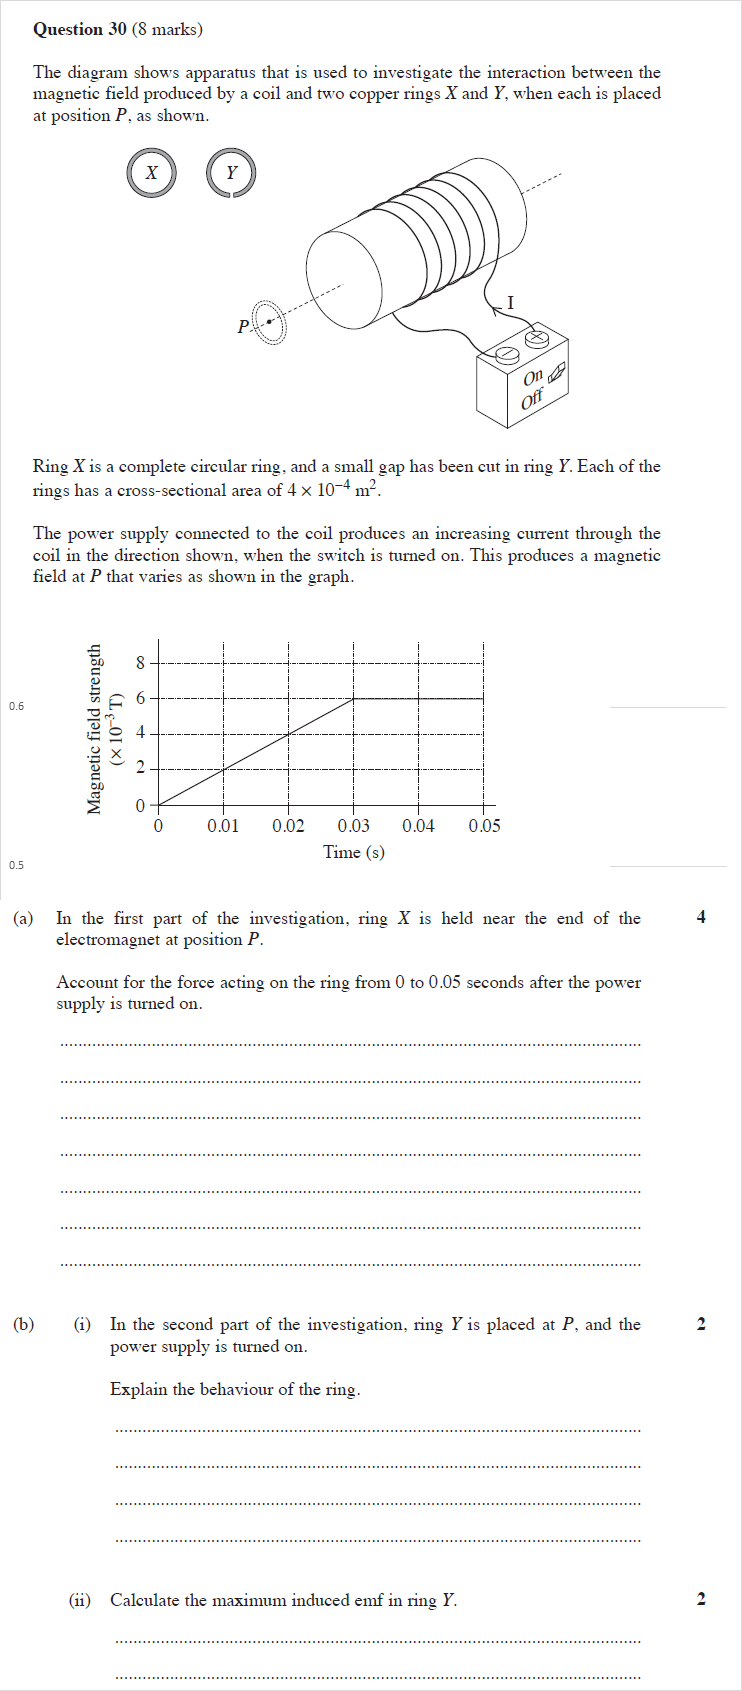 Question 30 (8 marks)
The diagram shows apparatus that is used to investigate the interaction between the
magnetic field produced by a coil and two copper rings X and Y, when each is placed
at position P, as shown.
X
Y
P
I
On
Off
Ring X is a complete circular ring, and a small gap has been cut in ring Y. Each of the
rings has a cross-sectional area of 4 × 10⁻⁴ m².
The power supply connected to the coil produces an increasing current through the
coil in the direction shown, when the switch is turned on. This produces a magnetic
field at P that varies as shown in the graph.
Magnetic field strength
(× 10⁻³ T)
8
6
4
2
0
0 0.01 0.02 0.03 0.04 0.05
Time (s)
0.6
0.5
(a) In the first part of the investigation, ring X is held near the end of the 4
electromagnet at position P.
Account for the force acting on the ring from 0 to 0.05 seconds after the power
supply is turned on.
(b) (i) In the second part of the investigation, ring Y is placed at P, and the 2
power supply is turned on.
Explain the behaviour of the ring.
(ii) Calculate the maximum induced emf in ring Y. 2